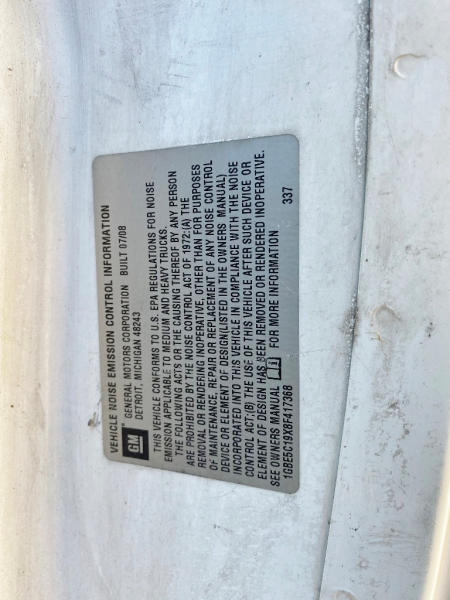 VEHICLE NOISE EMISSION CONTROL INFORMATION
GM
GENERAL MOTORS CORPORATION BUILT 07/08
DETROIT, MICHIGAN 48243
THIS VEHICLE CONFORMS TO U.S. EPA REGULATIONS FOR NOISE
EMISSION APPLICABLE TO MEDIUM AND HEAVY TRUCKS.
THE FOLLOWING ACTS OR THE CAUSING THEREOF BY ANY PERSON
ARE PROHIBITED BY THE NOISE CONTROL ACT OF 1972:(A) THE
REMOVAL OR RENDERING INOPERATIVE, OTHER THAN FOR PURPOSES
OF MAINTENANCE, REPAIR OR REPLACEMENT OF ANY NOISE CONTROL
DEVICE OR ELEMENT OF DESIGN(LISTED IN THE OWNERS MANUAL)
INCORPORATED INTO THIS VEHICLE IN COMPLIANCE WITH THE NOISE
CONTROL ACT;(B) THE USE OF THIS VEHICLE AFTER SUCH DEVICE OR
ELEMENT OF DESIGN HAS BEEN REMOVED OR RENDERED INOPERATIVE.
SEE OWNERS MANUAL FOR MORE INFORMATION
1GBE5C19X8F417368 337